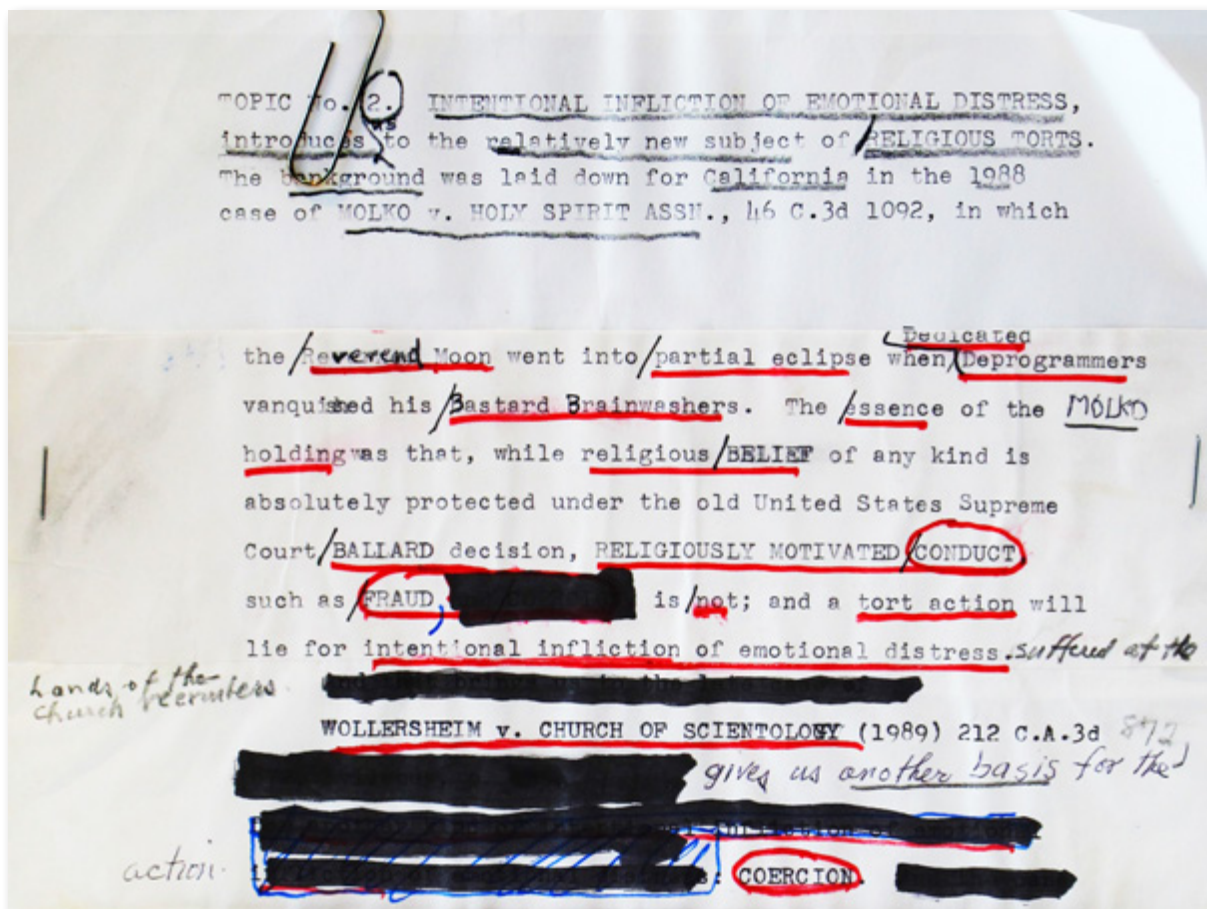 TOPIC No. 2. INTENTIONAL INFLICTION OF EMOTIONAL DISTRESS,
introduces us to the relatively new subject of RELIGIOUS TORTS.
The background was laid down for California in the 1988
case of MOLKO v. HOLY SPIRIT ASSN., 46 C.3d 1092, in which
Dedicated
the Reverend Moon went into partial eclipse when Deprogrammers
vanquished his Bastard Brainwashers. The essence of the MOLKO
holding was that, while religious BELIEF of any kind is
absolutely protected under the old United States Supreme
Court BALLARD decision, RELIGIOUSLY MOTIVATED CONDUCT
such as FRAUD, is not; and a tort action will
lie for intentional infliction of emotional distress. suffered at the
hands of the
church recruiters.
WOLLERSHEIM v. CHURCH OF SCIENTOLOGY (1989) 212 C.A.3d 872
gives us another basis for the
action. COERCION.